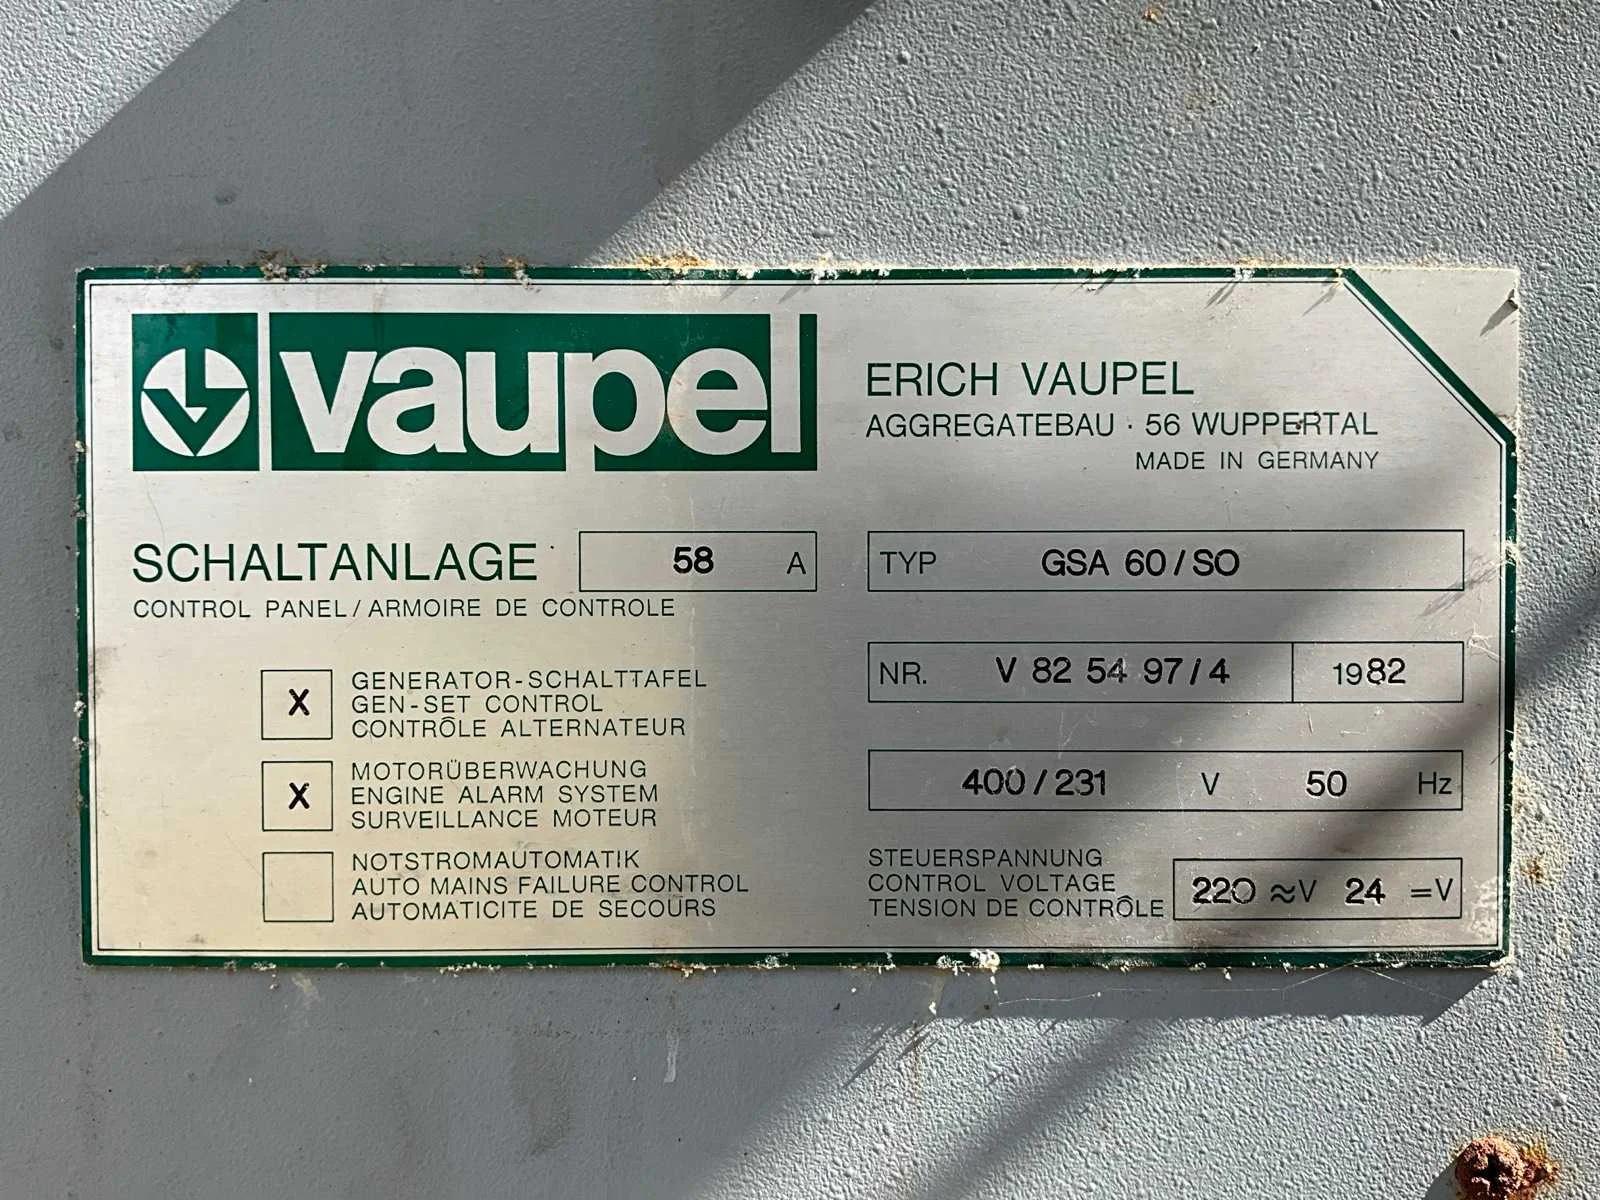 vaupel
ERICH VAUPEL
AGGREGATEBAU · 56 WUPPERTAL
MADE IN GERMANY
SCHALTANLAGE 58 A
CONTROL PANEL / ARMOIRE DE CONTROLE
X GENERATOR-SCHALTTAFEL
GEN-SET CONTROL
CONTRÔLE ALTERNATEUR
X MOTORÜBERWACHUNG
ENGINE ALARM SYSTEM
SURVEILLANCE MOTEUR
NOTSTROMAUTOMATIK
AUTO MAINS FAILURE CONTROL
AUTOMATICITE DE SECOURS
TYP GSA 60/SO
NR. V 82 54 97/4 1982
400/231 V 50 Hz
STEUERSPANNUNG
CONTROL VOLTAGE
TENSION DE CONTRÔLE
220 ≈V 24 =V